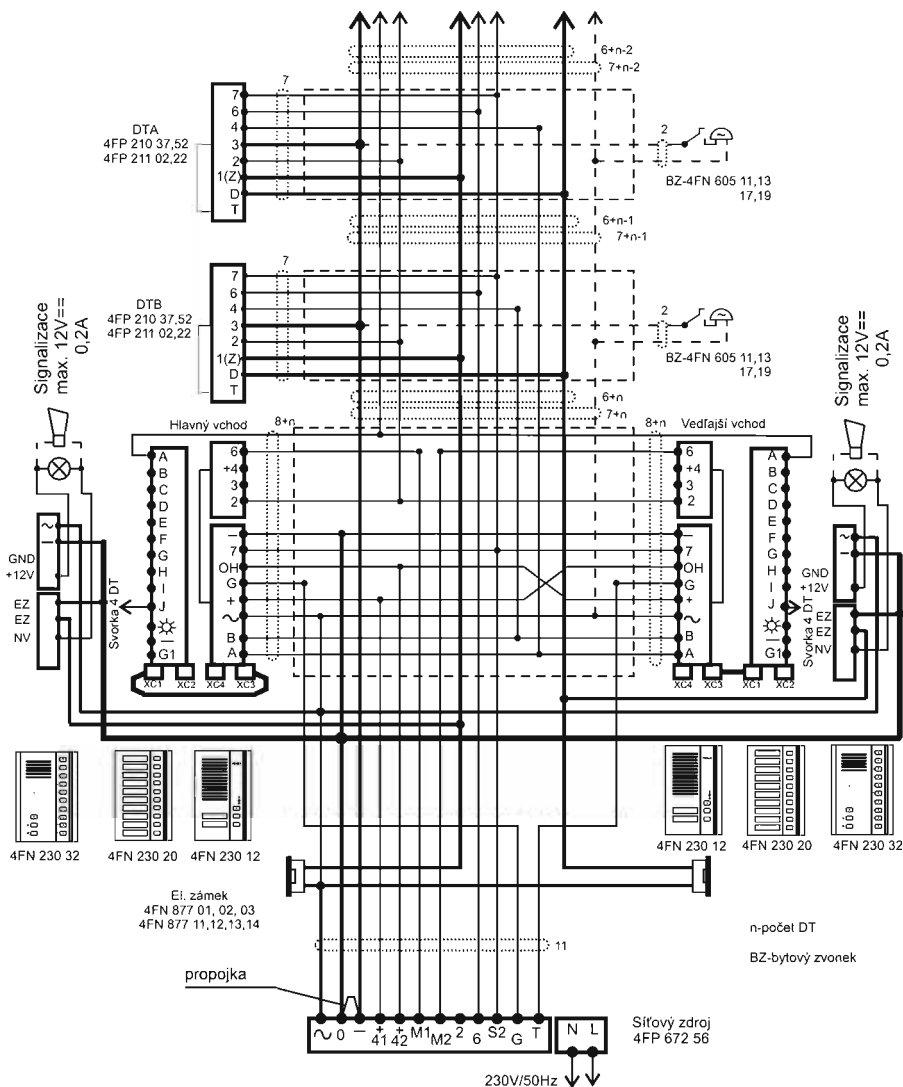 6+n-2
7+n-2
7
DTA
4FP 210 37,52
4FP 211 02,22
7
6
4
3
2
1(Z)
D
T
2
BZ-4FN 605 11,13
17,19
6+n-1
7+n-1
7
DTB
4FP 210 37,52
4FP 211 02,22
7
6
4
3
2
1(Z)
D
T
2
BZ-4FN 605 11,13
17,19
6+n
7+n
Signalizace
max. 12V==
0,2A
Signalizace
max. 12V==
0,2A
Hlavný vchod
8+n
8+n
Vedľajší vchod
A
B
C
D
E
F
G
H
I
J
—
G1
6
+4
3
2
—
7
OH
G
+
~
B
A
6
+4
3
2
—
7
OH
G
+
~
B
A
A
B
C
D
E
F
G
H
I
J
—
G1
~
—
GND
+12V
EZ
EZ
NV
Svorka 4 DT
~
—
GND
+12V
EZ
EZ
NV
Svorka 4 DT
XC1
XC2
XC4
XC3
XC4
XC3
XC1
XC2
4FN 230 32
4FN 230 20
4FN 230 12
4FN 230 12
4FN 230 20
4FN 230 32
El. zámek
4FN 877 01, 02, 03
4FN 877 11,12,13,14
n-počet DT
BZ-bytový zvonek
11
propojka
~ 0 — +41 +42 M1 M2 2 6 S2 G T
N L
Síťový zdroj
4FP 672 56
230V/50Hz